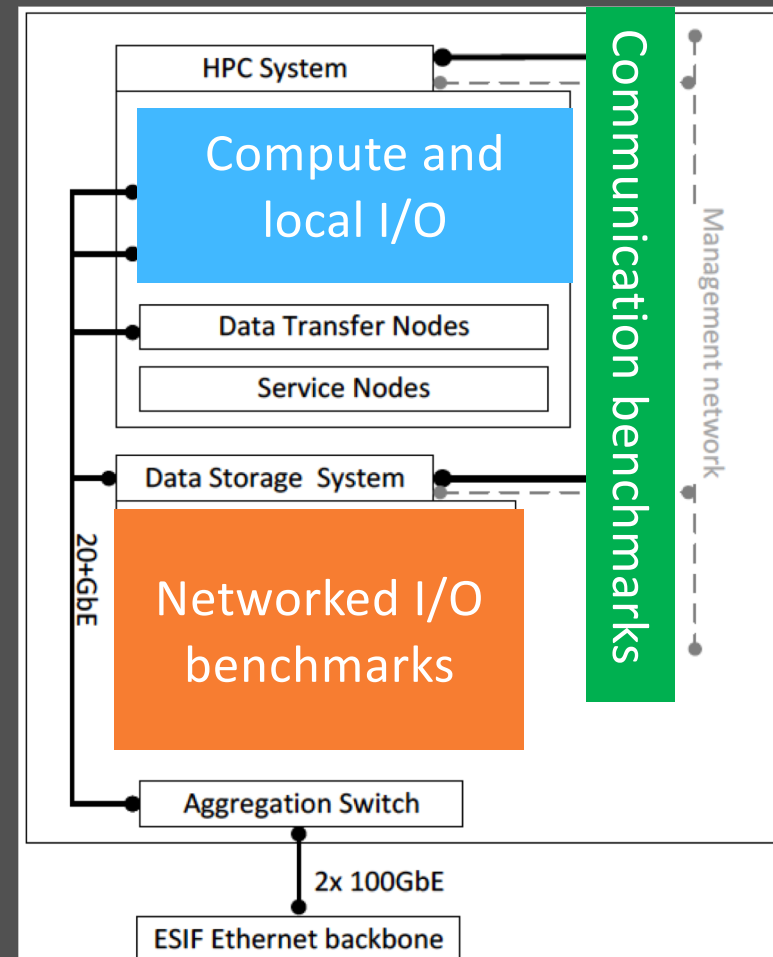 HPC System
Compute and
local I/O
Data Transfer Nodes
Service Nodes
Data Storage System
Networked I/O
benchmarks
20+GbE
Communication benchmarks
Management network
Aggregation Switch
2x 100GbE
ESIF Ethernet backbone